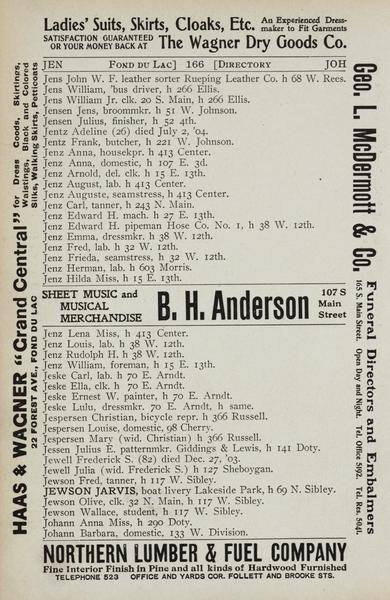 Ladies' Suits, Skirts, Cloaks, Etc. An Experienced Dress-maker to Fit Garments
SATISFACTION GUARANTEED OR YOUR MONEY BACK AT The Wagner Dry Goods Co.
JEN FOND DU LAC] 166 [DIRECTORY JOH
Jens John W. F. leather sorter Rueping Leather Co. h 68 W. Rees.
Jens William, 'bus driver, h 266 Ellis.
Jens William Jr. clk. 20 S. Main, h 266 Ellis.
Jensen Jens, broommkr. h 51 W. Johnson.
Jensen Julius, finisher, h 52 4th.
Jentz Adeline (26) died July 2, '04.
Jentz Frank, butcher, h 221 W. Johnson.
Jenz Anna, housekpr. h 413 Center.
Jenz Anna, domestic, h 107 E. 3d.
Jenz Arnold, del. clk. h 15 E. 13th.
Jenz August, lab. h 413 Center.
Jenz Auguste, seamstress, h 413 Center.
Jenz Carl, tanner, h 243 N. Main.
Jenz Edward H. mach. h 27 E. 13th.
Jenz Edward H. pipeman Hose Co. No. 1, h 38 W. 12th.
Jenz Emma, dressmkr. h 38 W. 12th.
Jenz Fred, lab. h 32 W. 12th.
Jenz Frieda, seamstress, h 32 W. 12th.
Jenz Herman, lab. h 603 Morris.
Jenz Hilda Miss, h 15 E. 13th.
SHEET MUSIC and MUSICAL MERCHANDISE B. H. Anderson 107 S Main Street
Jenz Lena Miss, h 413 Center.
Jenz Louis, lab. h 38 W. 12th.
Jenz Rudolph H. h 38 W. 12th.
Jenz William, foreman, h 15 E. 13th.
Jeske Carl, lab. h 70 E. Arndt.
Jeske Ella, clk. h 70 E. Arndt.
Jeske Ernest W. painter, h 70 E. Arndt.
Jeske Lulu, dressmkr. 70 E. Arndt, h same.
Jespersen Christian, bicycle repr. h 366 Russell.
Jespersen Louise, domestic, 98 Cherry.
Jespersen Mary (wid. Christian) h 366 Russell.
Jessen Julius E. patternmkr. Giddings & Lewis, h 141 Doty.
Jewell Frederick S. (82) died Dec. 27, '03.
Jewell Julia (wid. Frederick S.) h 127 Sheboygan.
Jewson Fred, tanner, h 117 W. Sibley.
JEWSON JARVIS, boat livery Lakeside Park, h 69 N. Sibley.
Jewson Olive, clk. 32 N. Main, h 117 W. Sibley.
Jewson Wallace, student, h 117 W. Sibley.
Johann Anna Miss, h 290 Doty.
Johann Barbara, domestic, 133 W. Division.
NORTHERN LUMBER & FUEL COMPANY
Fine Interior Finish in Pine and all kinds of Hardwood Furnished
TELEPHONE 523 OFFICE AND YARDS COR. FOLLETT AND BROOKE STS.
HAAS & WAGNER "Grand Central" for Dress Goods, Skirtings, Waistings, Black and Colored Silks, Walking Skirts, Petticoats
22 FOREST AVE., FOND DU LAC
Geo. L. McDermott & Co. Funeral Directors and Embalmers
165 S. Main Street. Open Day and Night. Tel. Office 592. Tel. Res. 5041.